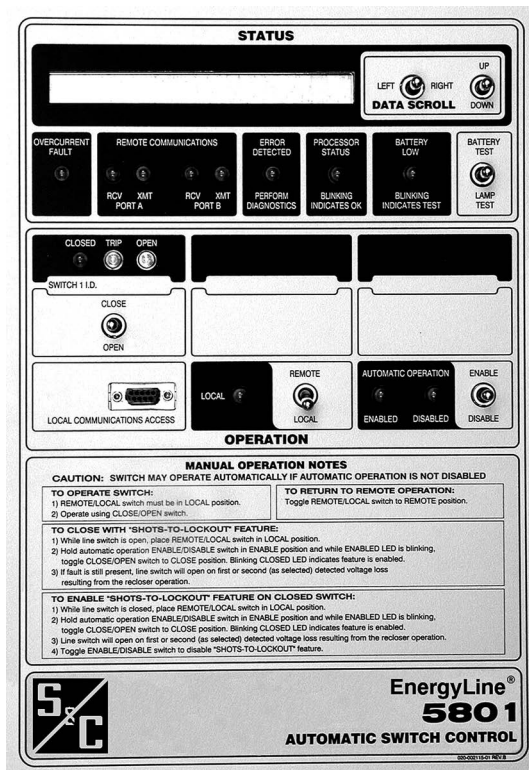 STATUS
UP
LEFT
RIGHT
DATA SCROLL
DOWN
OVERCURRENT
FAULT
REMOTE COMMUNICATIONS
RCV XMT
PORT A
RCV XMT
PORT B
ERROR
DETECTED
PERFORM
DIAGNOSTICS
PROCESSOR
STATUS
BLINKING
INDICATES OK
BATTERY
LOW
BLINKING
INDICATES TEST
BATTERY
TEST
LAMP
TEST
CLOSED TRIP OPEN
SWITCH 1 I.D.
CLOSE
OPEN
LOCAL COMMUNICATIONS ACCESS
LOCAL
REMOTE
LOCAL
AUTOMATIC OPERATION
ENABLED DISABLED
ENABLE
DISABLE
OPERATION
MANUAL OPERATION NOTES
CAUTION: SWITCH MAY OPERATE AUTOMATICALLY IF AUTOMATIC OPERATION IS NOT DISABLED
TO OPERATE SWITCH:
1) REMOTE/LOCAL switch must be in LOCAL position.
2) Operate using CLOSE/OPEN switch.
TO RETURN TO REMOTE OPERATION:
Toggle REMOTE/LOCAL switch to REMOTE position.
TO CLOSE WITH "SHOTS-TO-LOCKOUT" FEATURE:
1) While line switch is open, place REMOTE/LOCAL switch in LOCAL position.
2) Hold automatic operation ENABLE/DISABLE switch in ENABLE position and while ENABLED LED is blinking,
toggle CLOSE/OPEN switch to CLOSE position. Blinking CLOSED LED indicates feature is enabled.
3) If fault is still present, line switch will open on first or second (as selected) detected voltage loss
resulting from the recloser operation.
TO ENABLE "SHOTS-TO-LOCKOUT" FEATURE ON CLOSED SWITCH:
1) While line switch is closed, place REMOTE/LOCAL switch in LOCAL position.
2) Hold automatic operation ENABLE/DISABLE switch in ENABLE position and while ENABLED LED is blinking,
toggle CLOSE/OPEN switch to CLOSE position. Blinking CLOSED LED indicates feature is enabled.
3) Line switch will open on first or second (as selected) detected voltage loss resulting from the recloser operation.
4) Toggle ENABLE/DISABLE switch to disable "SHOTS-TO-LOCKOUT" feature.
S&C
EnergyLine®
5801
AUTOMATIC SWITCH CONTROL
020-002115-01 REV.B